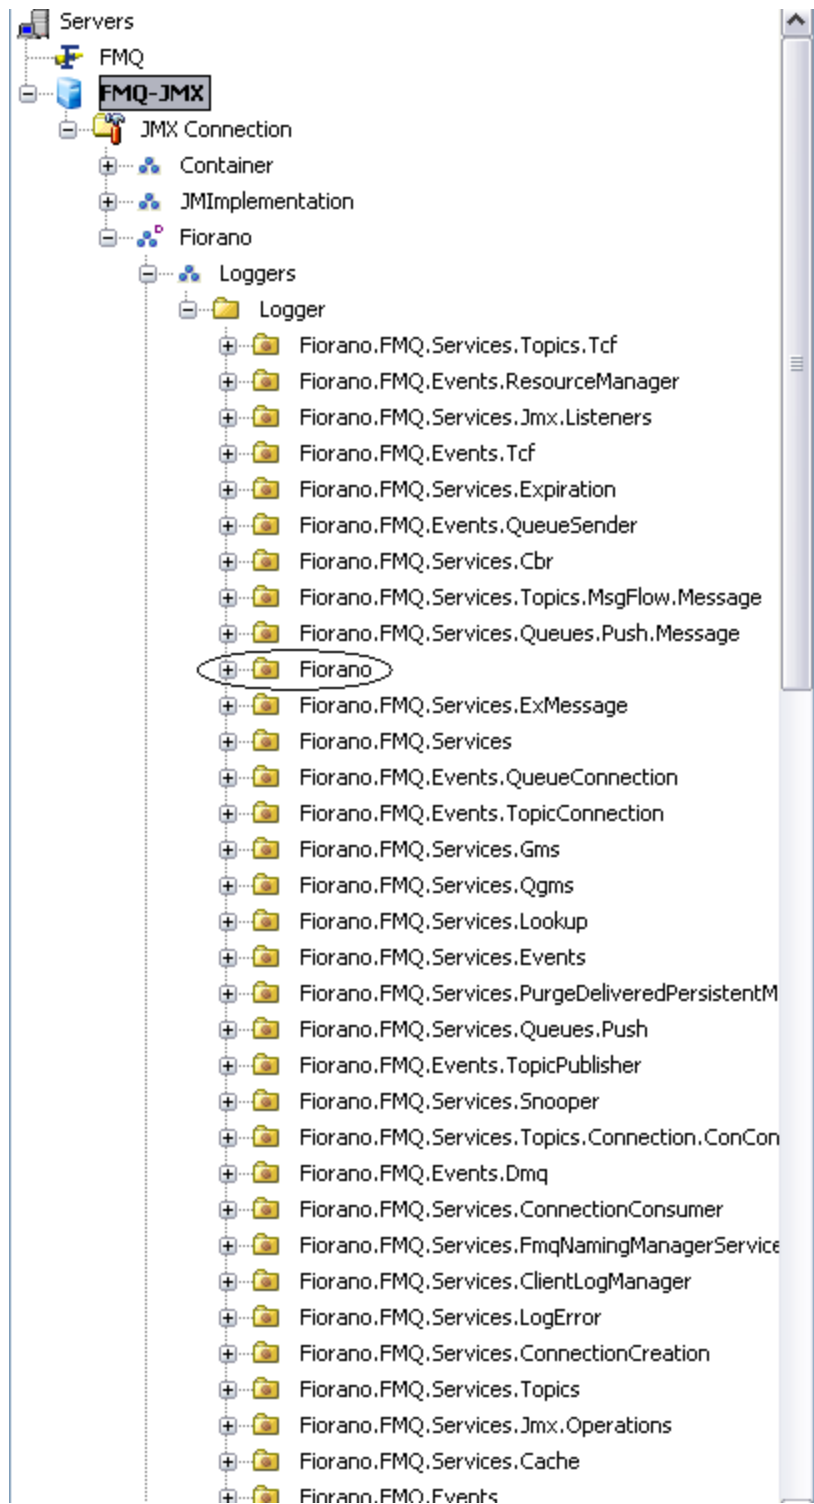 Servers
FMQ
FMQ-JMX
JMX Connection
Container
JMImplementation
Fiorano
Loggers
Logger
Fiorano.FMQ.Services.Topics.Tcf
Fiorano.FMQ.Events.ResourceManager
Fiorano.FMQ.Services.Jmx.Listeners
Fiorano.FMQ.Events.Tcf
Fiorano.FMQ.Services.Expiration
Fiorano.FMQ.Events.QueueSender
Fiorano.FMQ.Services.Cbr
Fiorano.FMQ.Services.Topics.MsgFlow.Message
Fiorano.FMQ.Services.Queues.Push.Message
Fiorano
Fiorano.FMQ.Services.ExMessage
Fiorano.FMQ.Services
Fiorano.FMQ.Events.QueueConnection
Fiorano.FMQ.Events.TopicConnection
Fiorano.FMQ.Services.Gms
Fiorano.FMQ.Services.Qgms
Fiorano.FMQ.Services.Lookup
Fiorano.FMQ.Services.Events
Fiorano.FMQ.Services.PurgeDeliveredPersistentM
Fiorano.FMQ.Services.Queues.Push
Fiorano.FMQ.Events.TopicPublisher
Fiorano.FMQ.Services.Snooper
Fiorano.FMQ.Services.Topics.Connection.ConCon
Fiorano.FMQ.Events.Dmq
Fiorano.FMQ.Services.ConnectionConsumer
Fiorano.FMQ.Services.FmqNamingManagerService
Fiorano.FMQ.Services.ClientLogManager
Fiorano.FMQ.Services.LogError
Fiorano.FMQ.Services.ConnectionCreation
Fiorano.FMQ.Services.Topics
Fiorano.FMQ.Services.Jmx.Operations
Fiorano.FMQ.Services.Cache
Fiorano.FMQ.Events